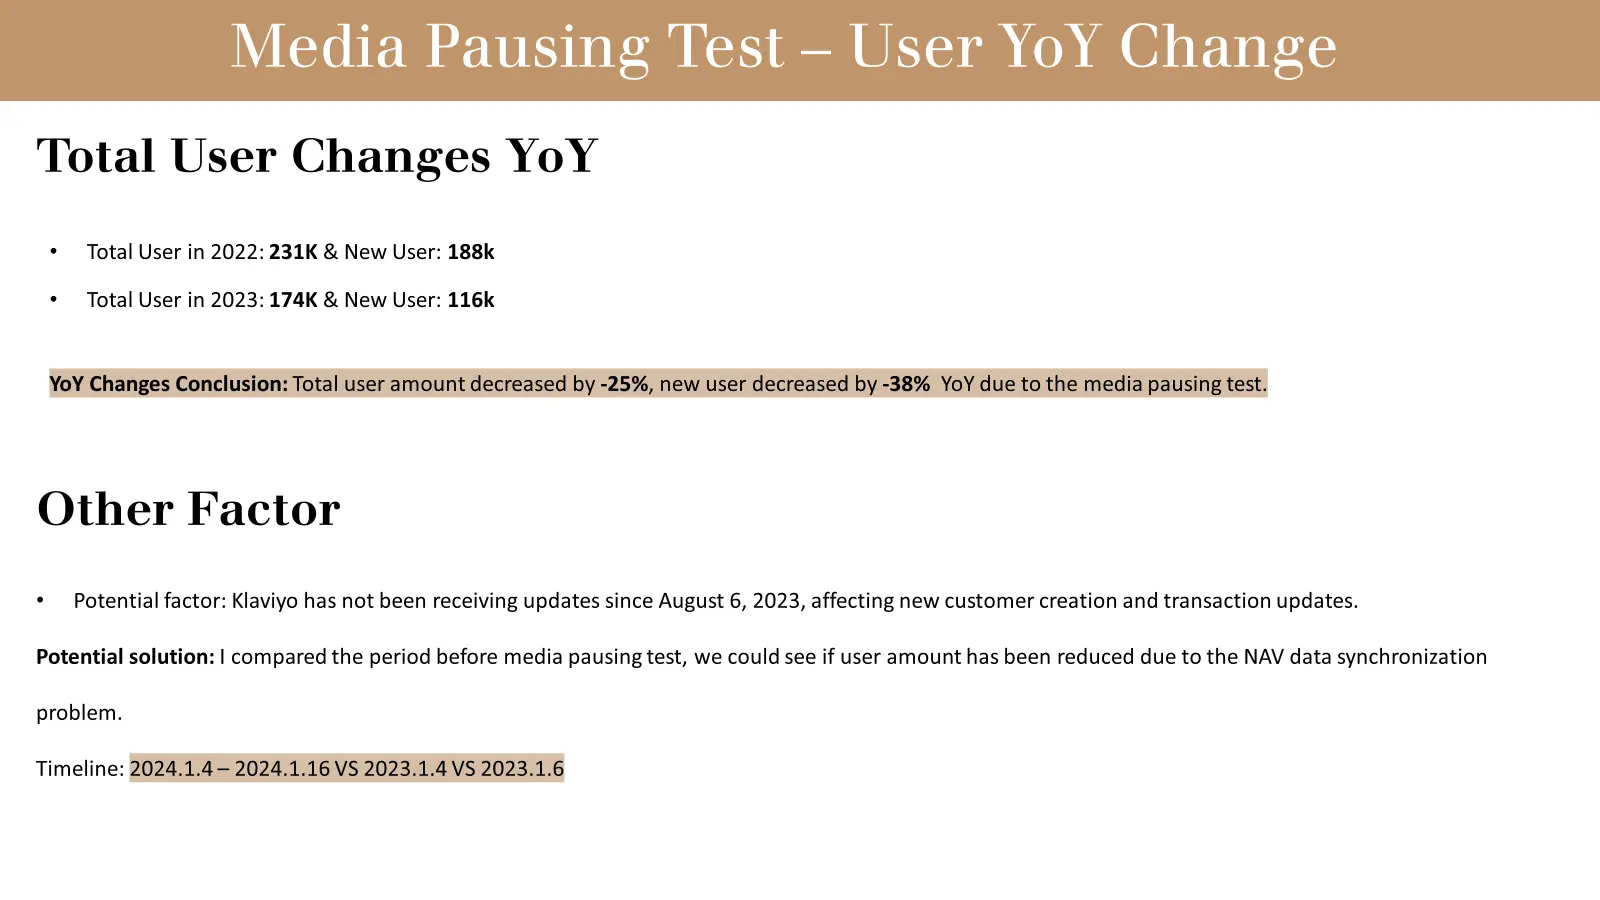 Media Pausing Test – User YoY Change
Total User Changes YoY
• Total User in 2022: 231K & New User: 188k
• Total User in 2023: 174K & New User: 116k
YoY Changes Conclusion: Total user amount decreased by -25%, new user decreased by -38% YoY due to the media pausing test.
Other Factor
• Potential factor: Klaviyo has not been receiving updates since August 6, 2023, affecting new customer creation and transaction updates.
Potential solution: I compared the period before media pausing test, we could see if user amount has been reduced due to the NAV data synchronization
problem.
Timeline: 2024.1.4 – 2024.1.16 VS 2023.1.4 VS 2023.1.6